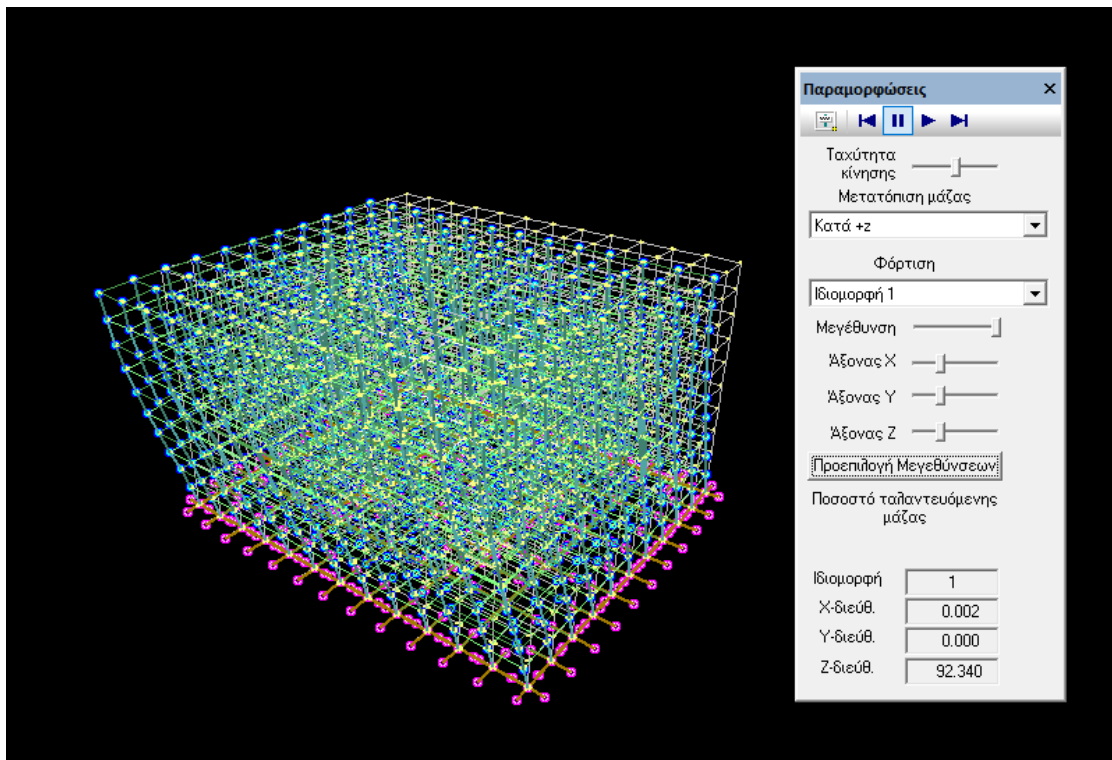 Παραμορφώσεις
Ταχύτητα
κίνησης
Μετατόπιση μάζας
Κατά +z
Φόρτιση
Ιδιομορφή 1
Μεγέθυνση
Άξονας X
Άξονας Y
Άξονας Z
Προεπιλογή Μεγεθύνσεων
Ποσοστό ταλαντευόμενης
μάζας
Ιδιομορφή 1
X-διεύθ. 0.002
Y-διεύθ. 0.000
Z-διεύθ. 92.340